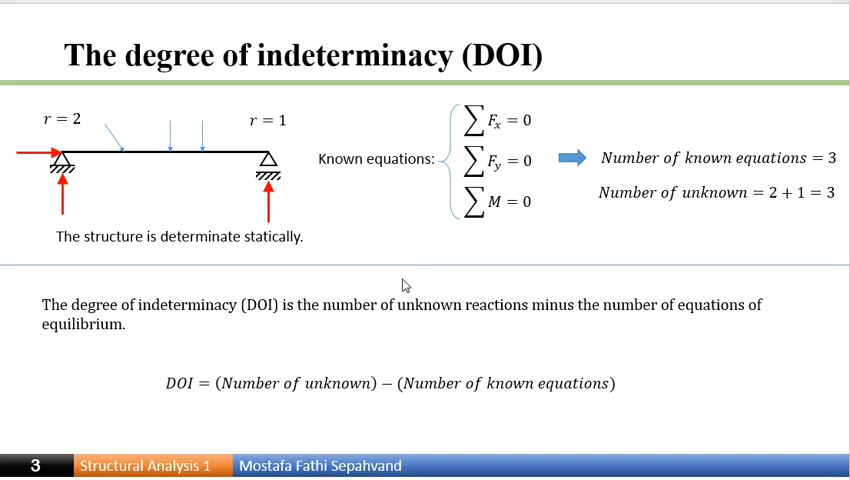 The degree of indeterminacy (DOI)
r = 2
r = 1
The structure is determinate statically.
Known equations:
∑ Fₓ = 0
∑ F_y = 0
∑ M = 0
Number of known equations = 3
Number of unknown = 2 + 1 = 3
The degree of indeterminacy (DOI) is the number of unknown reactions minus the number of equations of
equilibrium.
DOI = (Number of unknown) − (Number of known equations)
3
Structural Analysis 1
Mostafa Fathi Sepahvand